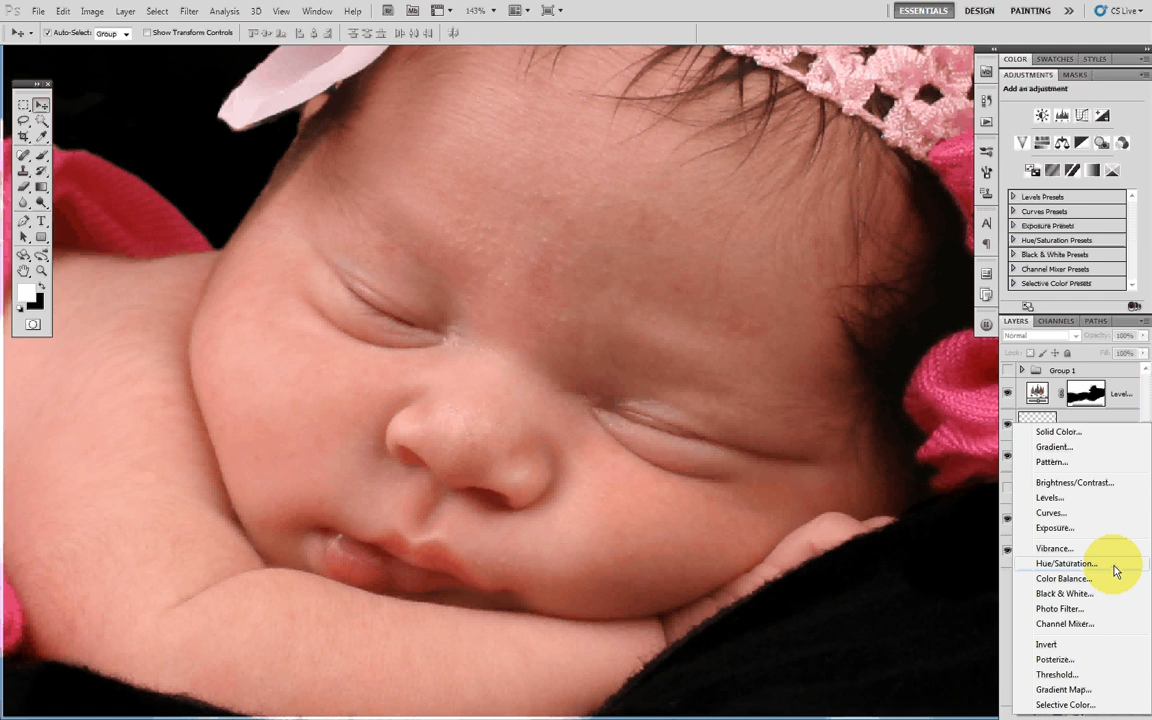 Ps File Edit Image Layer Select Filter Analysis 3D View Window Help Br Mb 143% ESSENTIALS DESIGN PAINTING CS Live
Auto-Select: Group Show Transform Controls
COLOR SWATCHES STYLES
ADJUSTMENTS MASKS
Add an adjustment
Levels Presets
Curves Presets
Exposure Presets
Hue/Saturation Presets
Black & White Presets
Channel Mixer Presets
Selective Color Presets
LAYERS CHANNELS PATHS
Normal Opacity: 100%
Lock: Fill: 100%
Group 1
Level...
Solid Color...
Gradient...
Pattern...
Brightness/Contrast...
Levels...
Curves...
Exposure...
Vibrance...
Hue/Saturation...
Color Balance...
Black & White...
Photo Filter...
Channel Mixer...
Invert
Posterize...
Threshold...
Gradient Map...
Selective Color...